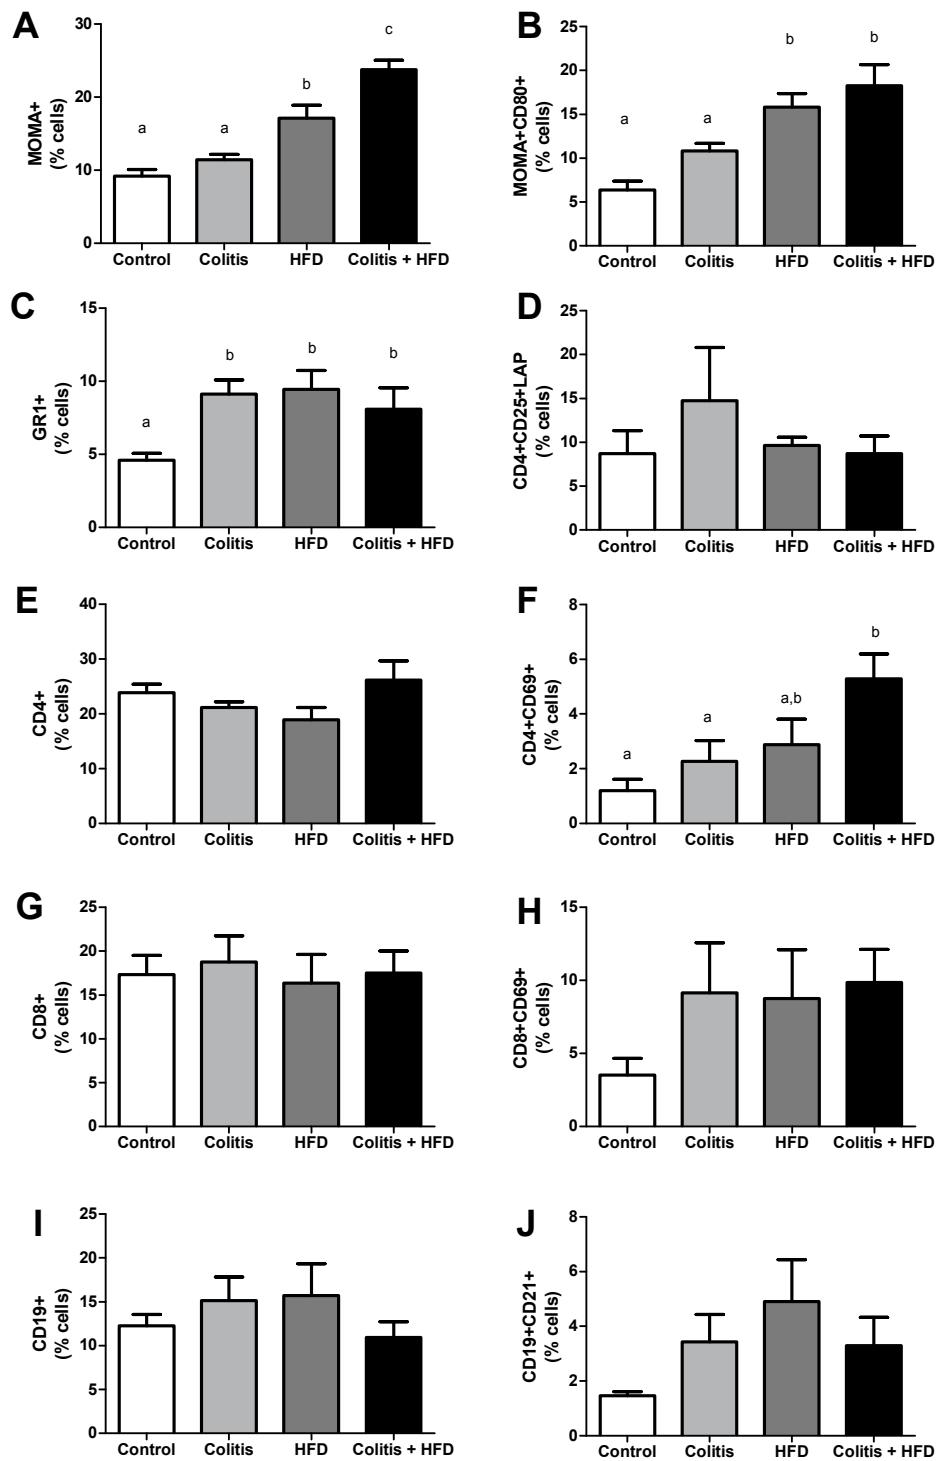 A
MOMA+
(% cells)
30
20
10
0
a
a
b
c
Control
Colitis
HFD
Colitis + HFD
B
MOMA+CD80+
(% cells)
25
20
15
10
5
0
a
a
b
b
Control
Colitis
HFD
Colitis + HFD
C
GR1+
(% cells)
15
10
5
0
a
b
b
b
Control
Colitis
HFD
Colitis + HFD
D
CD4+CD25+LAP
(% cells)
25
20
15
10
5
0
Control
Colitis
HFD
Colitis + HFD
E
CD4+
(% cells)
40
30
20
10
0
Control
Colitis
HFD
Colitis + HFD
F
CD4+CD69+
(% cells)
8
6
4
2
0
a
a
a,b
b
Control
Colitis
HFD
Colitis + HFD
G
CD8+
(% cells)
25
20
15
10
5
0
Control
Colitis
HFD
Colitis + HFD
H
CD8+CD69+
(% cells)
15
10
5
0
Control
Colitis
HFD
Colitis + HFD
I
CD19+
(% cells)
25
20
15
10
5
0
Control
Colitis
HFD
Colitis + HFD
J
CD19+CD21+
(% cells)
8
6
4
2
0
Control
Colitis
HFD
Colitis + HFD